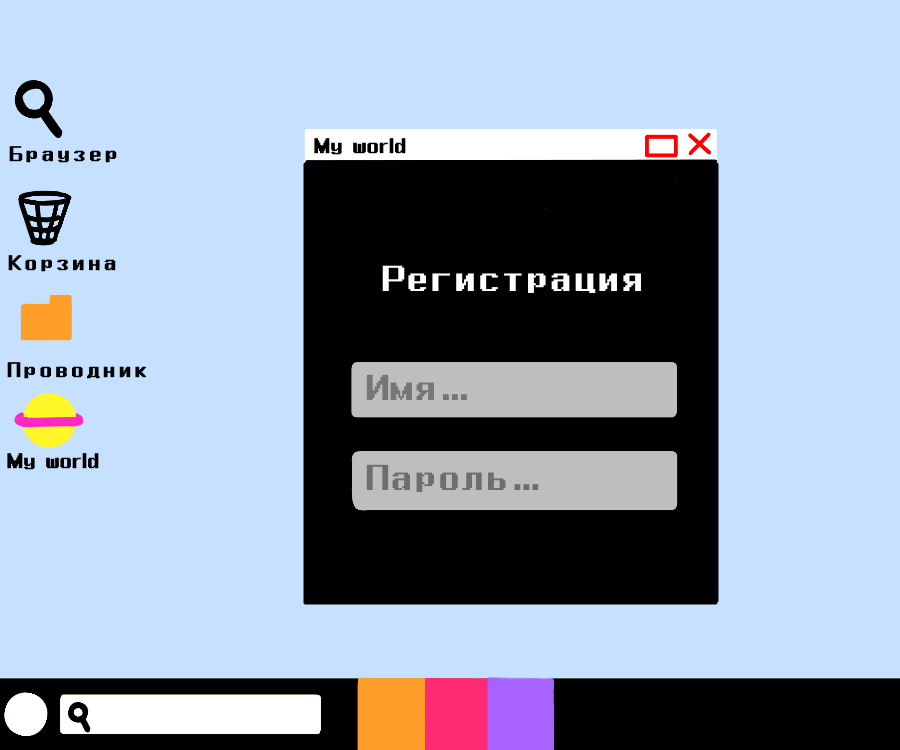 Браузер
Корзина
Проводник
My world
My world
Регистрация
Имя...
Пароль...